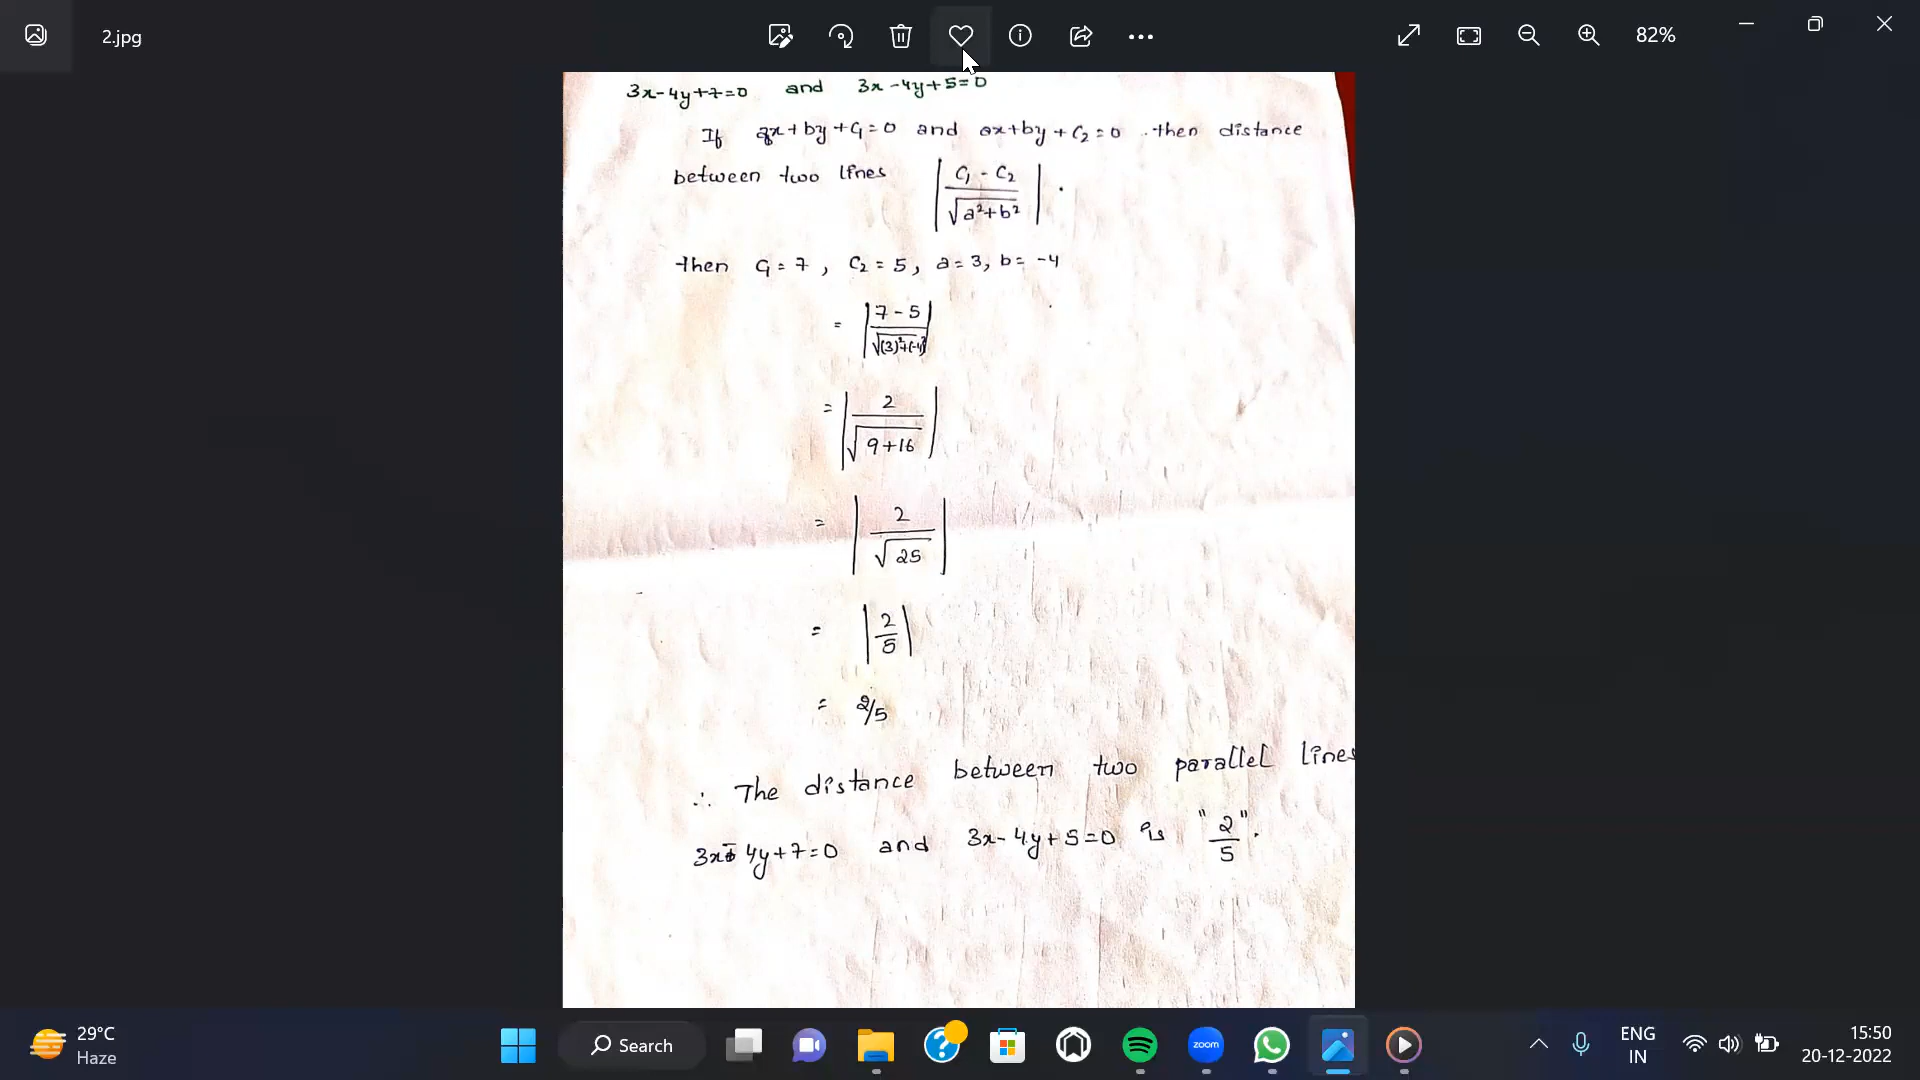 2.jpg
82%
3x-4y+7=0 and 3x-4y+5=0
If ax+by+C₁=0 and ax+by+C₂=0 then distance
between two lines |C₁-C₂/√a²+b²|.
then C₁=7, C₂=5, a=3, b=-4
= |7-5/√(3)²+(-4)²|
= |2/√9+16|
= |2/√25|
= |2/5|
= 2/5
∴ The distance between two parallel lines
3x-4y+7=0 and 3x-4y+5=0 is "2/5".
29°C
Haze
Search
zoom
ENG
IN
15:50
20-12-2022